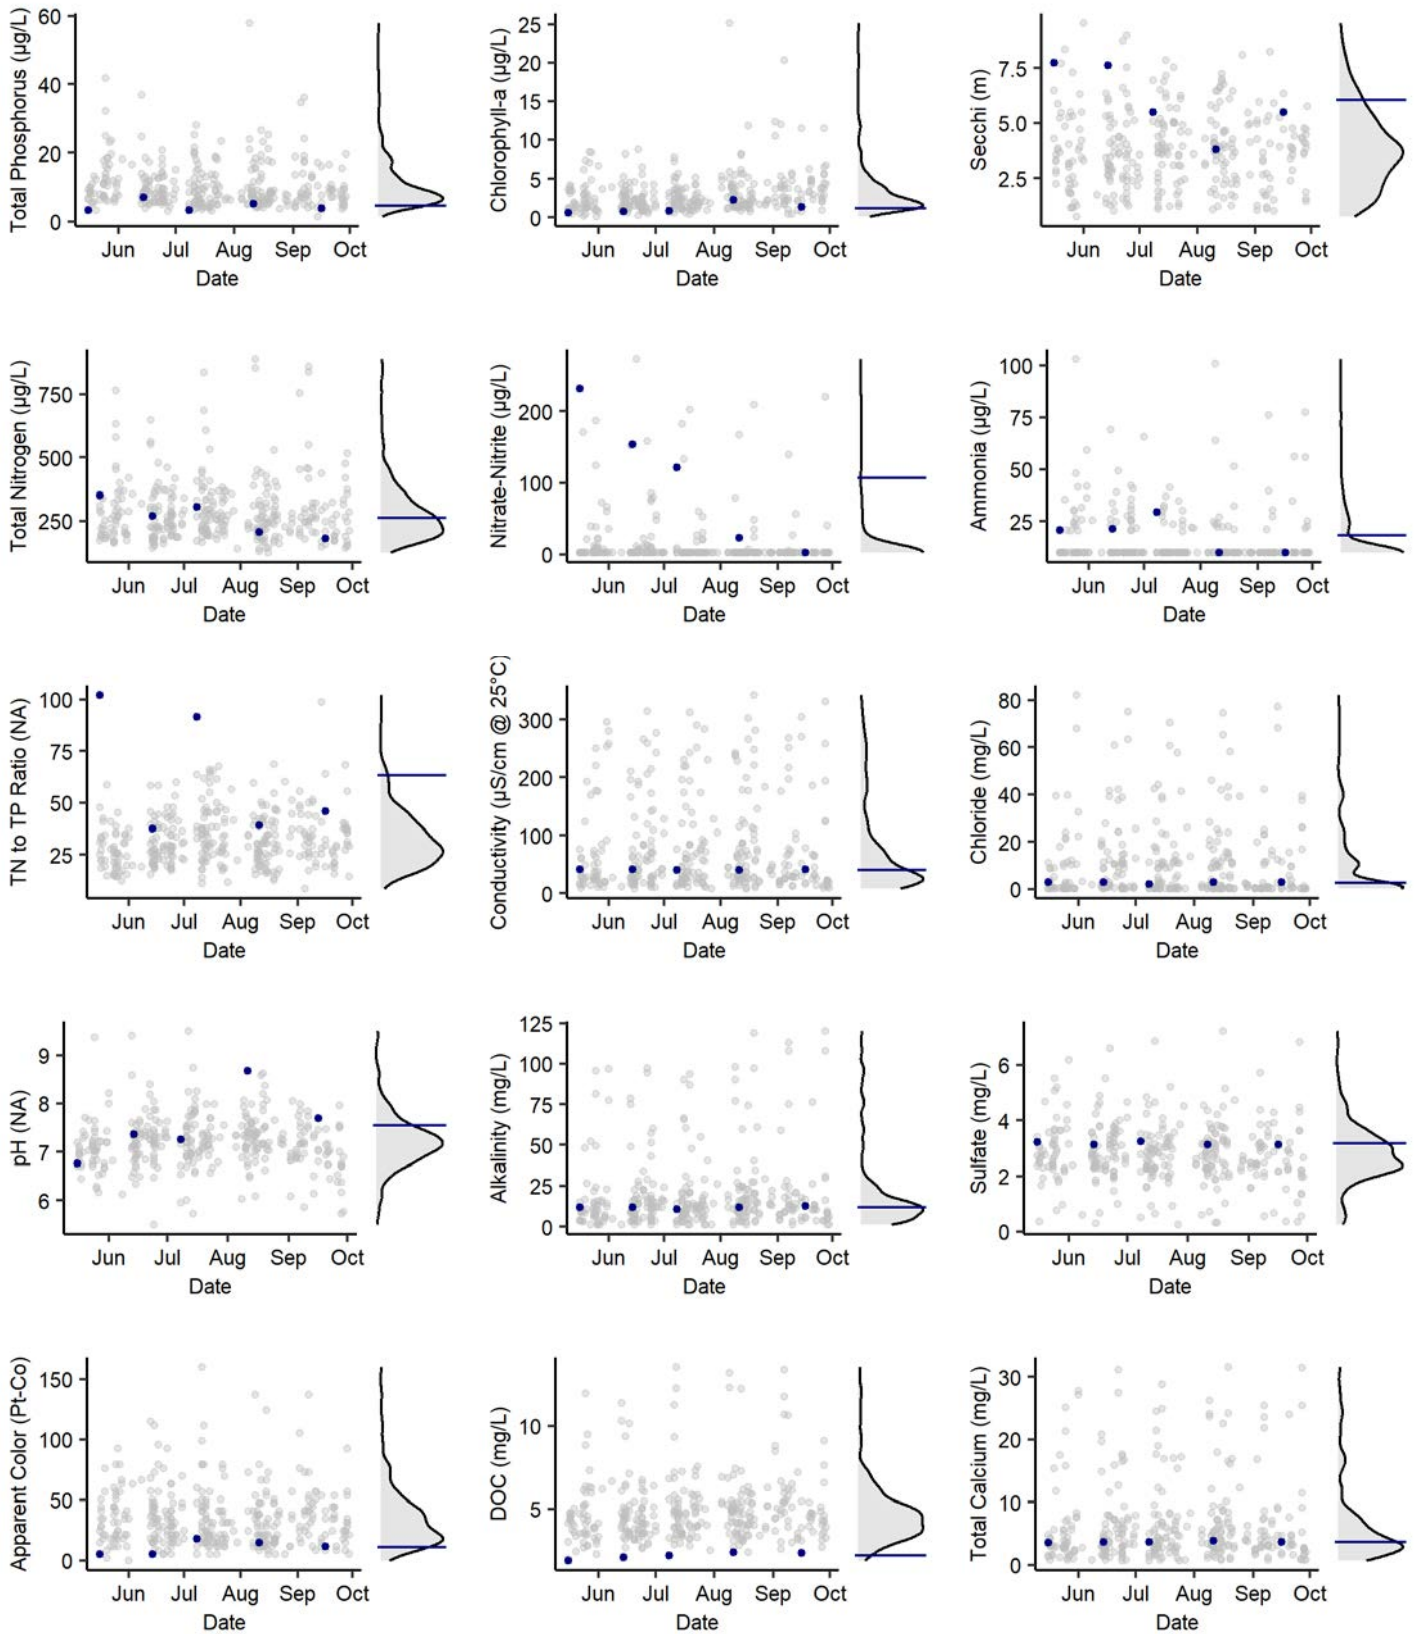 Total Phosphorus (µg/L)
60
40
20
0
Jun Jul Aug Sep Oct
Date
Chlorophyll-a (µg/L)
25
20
15
10
5
0
Jun Jul Aug Sep Oct
Date
Secchi (m)
7.5
5.0
2.5
Jun Jul Aug Sep Oct
Date
Total Nitrogen (µg/L)
750
500
250
Jun Jul Aug Sep Oct
Date
Nitrate-Nitrite (µg/L)
200
100
0
Jun Jul Aug Sep Oct
Date
Ammonia (µg/L)
100
75
50
25
Jun Jul Aug Sep Oct
Date
TN to TP Ratio (NA)
100
75
50
25
Jun Jul Aug Sep Oct
Date
Conductivity (µS/cm @ 25°C)
300
200
100
0
Jun Jul Aug Sep Oct
Date
Chloride (mg/L)
80
60
40
20
0
Jun Jul Aug Sep Oct
Date
pH (NA)
9
8
7
6
Jun Jul Aug Sep Oct
Date
Alkalinity (mg/L)
125
100
75
50
25
0
Jun Jul Aug Sep Oct
Date
Sulfate (mg/L)
6
4
2
0
Jun Jul Aug Sep Oct
Date
Apparent Color (Pt-Co)
150
100
50
0
Jun Jul Aug Sep Oct
Date
DOC (mg/L)
10
5
Jun Jul Aug Sep Oct
Date
Total Calcium (mg/L)
30
20
10
0
Jun Jul Aug Sep Oct
Date